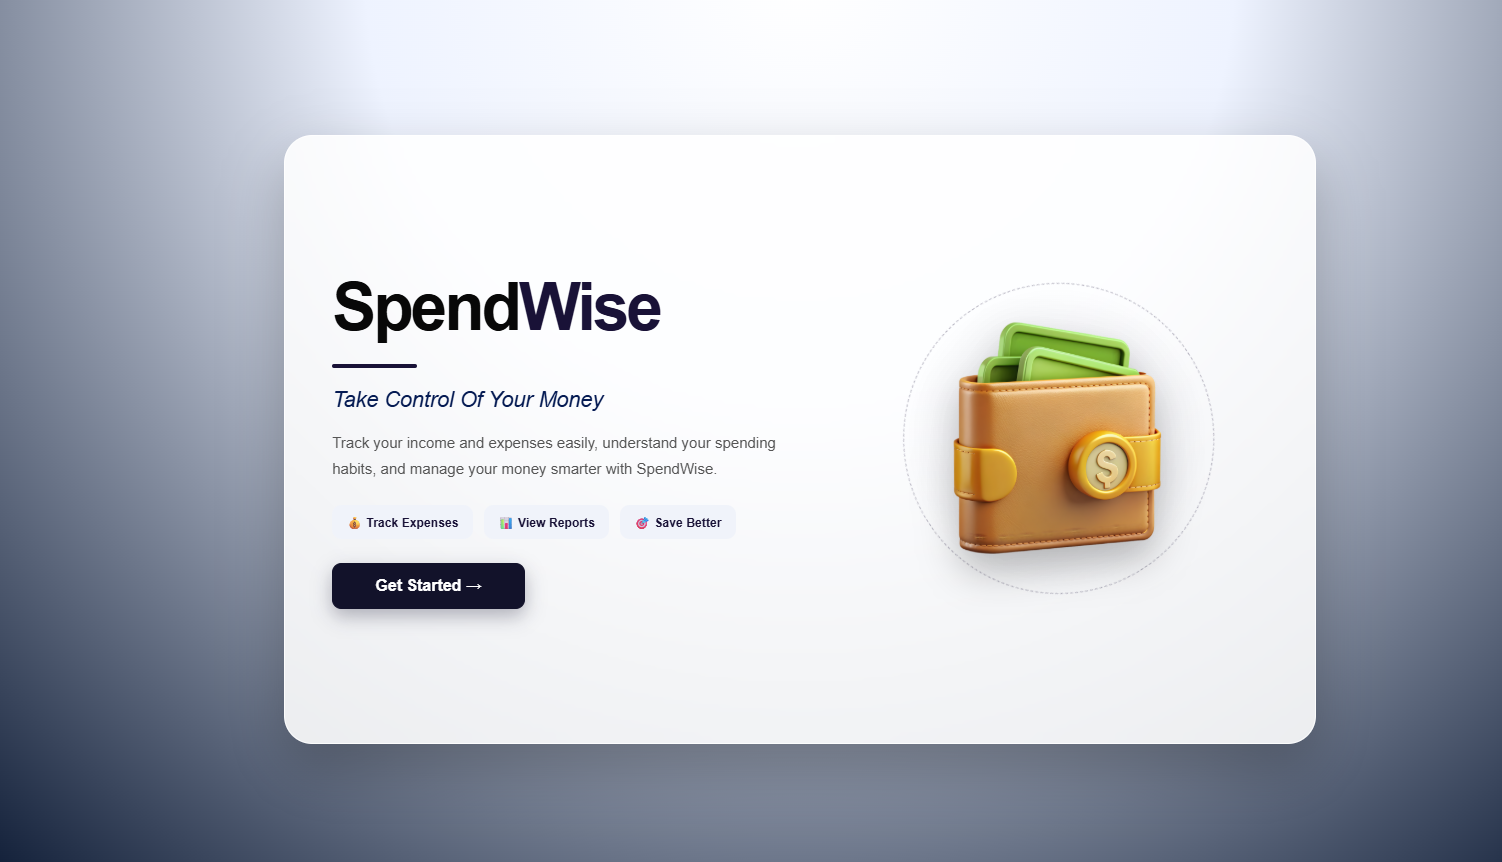 SpendWise
Take Control Of Your Money
Track your income and expenses easily, understand your spending
habits, and manage your money smarter with SpendWise.
💰 Track Expenses
📊 View Reports
🎯 Save Better
Get Started →
$